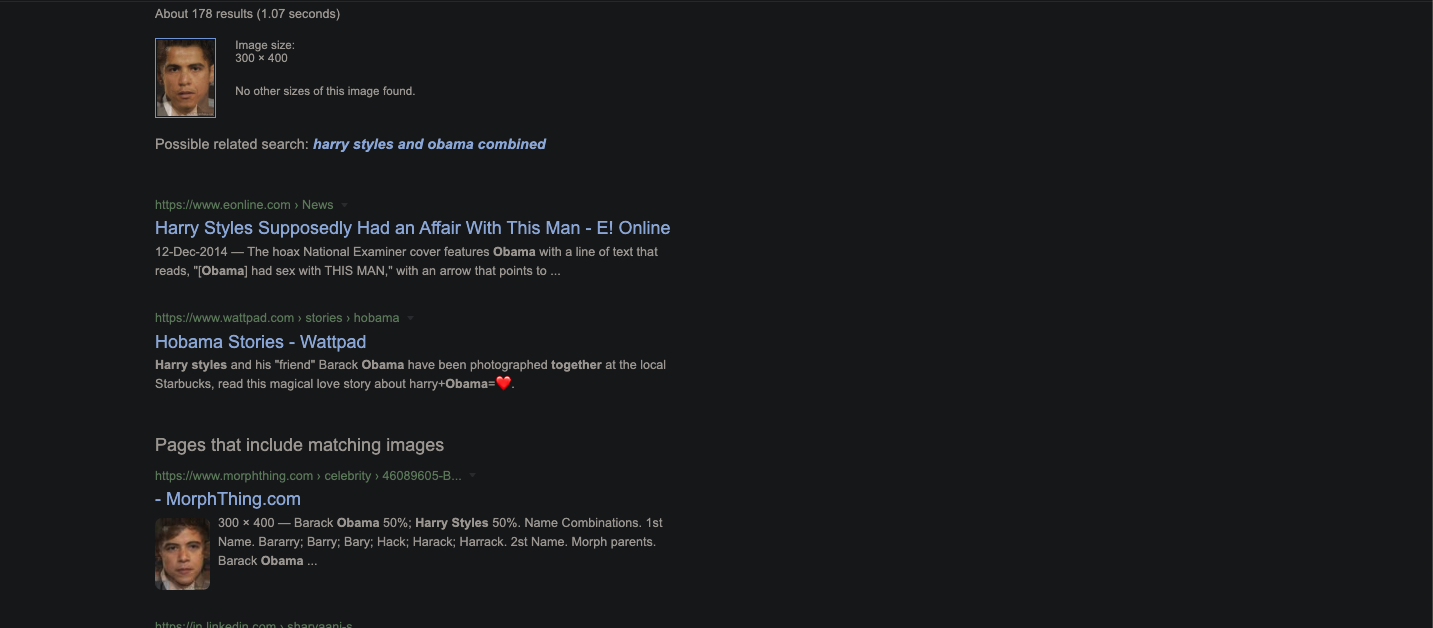 About 178 results (1.07 seconds)
Image size:
300 × 400
No other sizes of this image found.
Possible related search: harry styles and obama combined
https://www.eonline.com › News
Harry Styles Supposedly Had an Affair With This Man - E! Online
12-Dec-2014 — The hoax National Examiner cover features Obama with a line of text that
reads, "[Obama] had sex with THIS MAN," with an arrow that points to ...
https://www.wattpad.com › stories › hobama
Hobama Stories - Wattpad
Harry styles and his "friend" Barack Obama have been photographed together at the local
Starbucks, read this magical love story about harry+Obama=❤️.
Pages that include matching images
https://www.morphthing.com › celebrity › 46089605-B...
- MorphThing.com
300 × 400 — Barack Obama 50%; Harry Styles 50%. Name Combinations. 1st
Name. Bararry; Barry; Bary; Hack; Harack; Harrack. 2st Name. Morph parents.
Barack Obama ...
https://in.linkedin.com › sharvaani-s